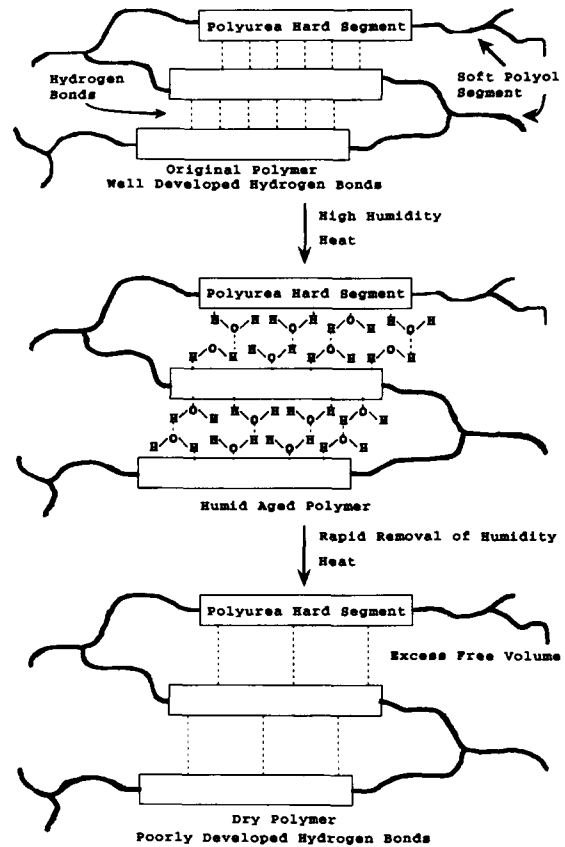 Polyurea Hard Segment
Hydrogen
Bonds
Soft Polyol
Segment
Original Polymer
Well Developed Hydrogen Bonds
High Humidity
Heat
Polyurea Hard Segment
H O H H O H H O H H O H
H O H H O H H O H H O H
H O H H O H H O H H O H
H O H H O H H O H H O H
Humid Aged Polymer
Rapid Removal of Humidity
Heat
Polyurea Hard Segment
Excess Free Volume
Dry Polymer
Poorly Developed Hydrogen Bonds